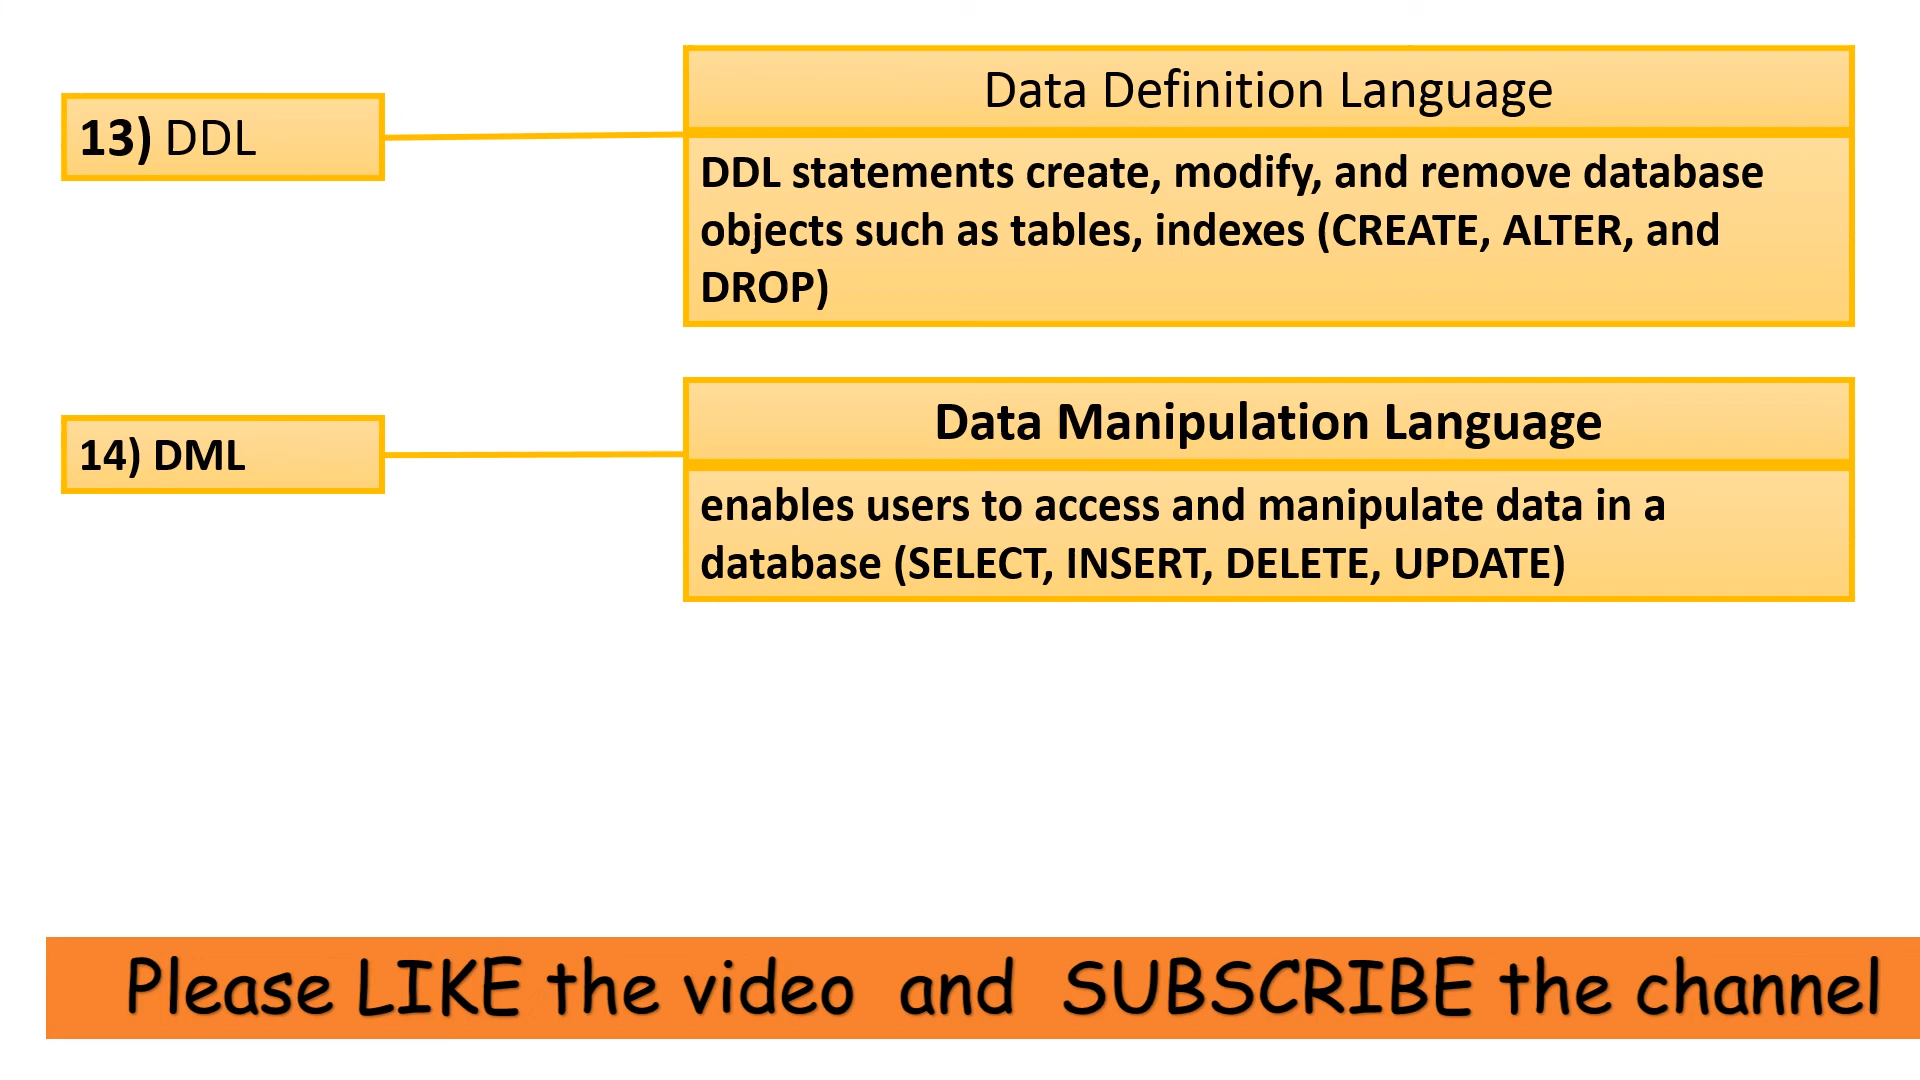 13) DDL
Data Definition Language
DDL statements create, modify, and remove database
objects such as tables, indexes (CREATE, ALTER, and
DROP)
14) DML
Data Manipulation Language
enables users to access and manipulate data in a
database (SELECT, INSERT, DELETE, UPDATE)
Please LIKE the video and SUBSCRIBE the channel